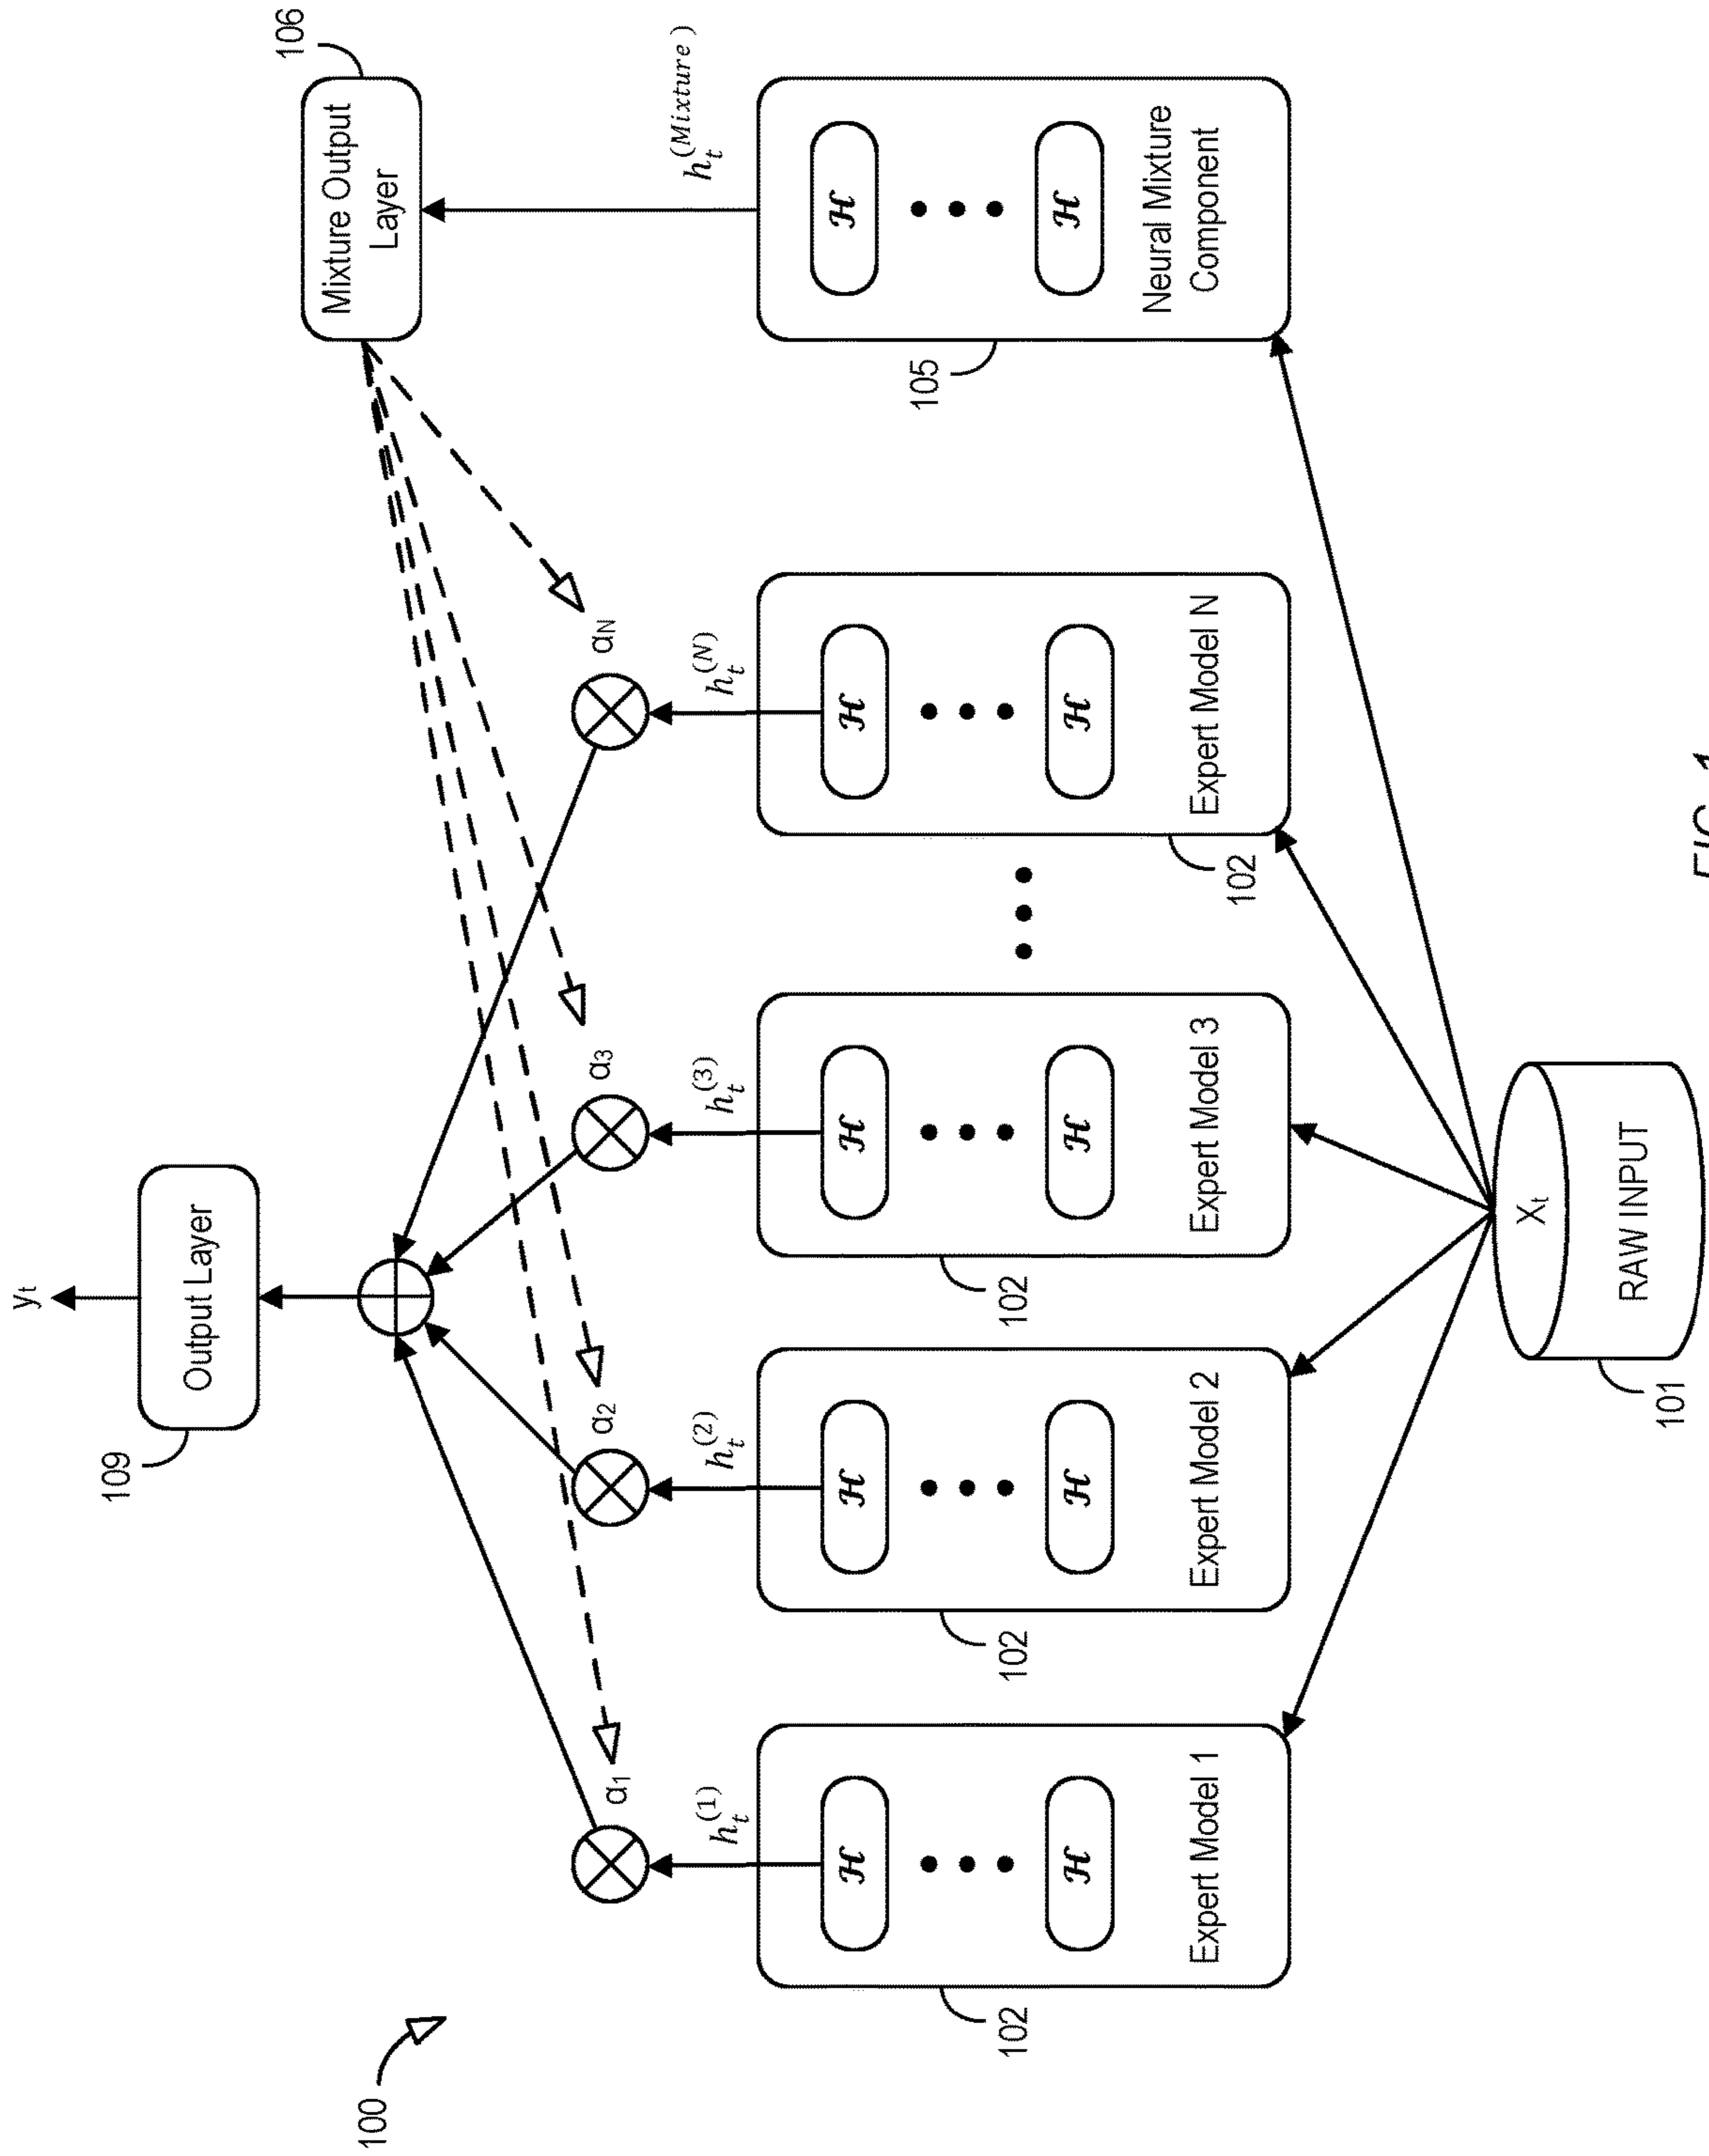 100
y_t
109
Output Layer
106
Mixture Output
Layer
α_1
α_2
α_3
α_N
h_t^(1)
h_t^(2)
h_t^(3)
h_t^(N)
h_t^(Mixture)
102
ℋ
ℋ
Expert Model 1
102
ℋ
ℋ
Expert Model 2
102
ℋ
ℋ
Expert Model 3
102
ℋ
ℋ
Expert Model N
105
ℋ
ℋ
Neural Mixture
Component
101
X_t
RAW INPUT